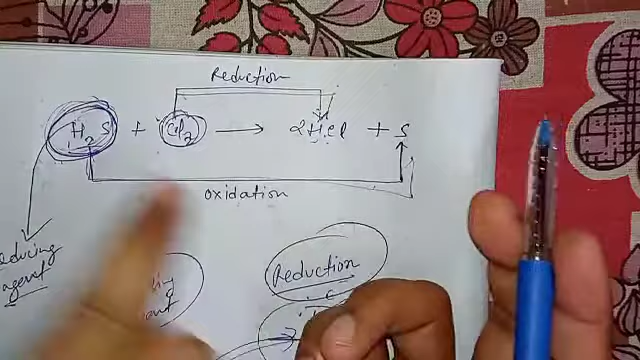 Reduction
H2S + Cl2 → 2HCl + S
oxidation
Reducing
agent
Reduction